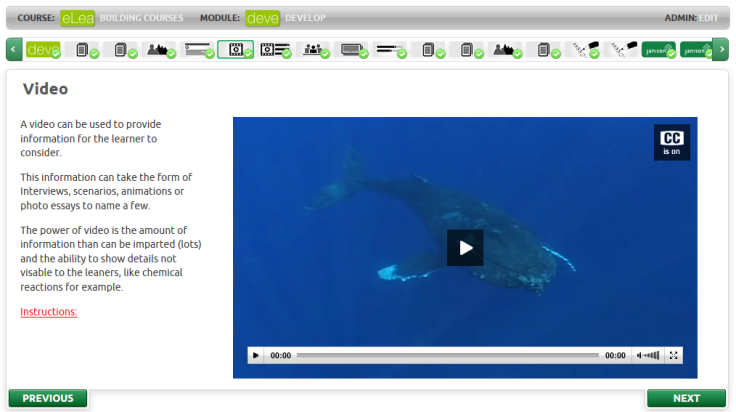 COURSE: eLea BUILDING COURSES MODULE: deve DEVELOP ADMIN: EDIT
deve janison janison
Video
A video can be used to provide
information for the learner to
consider.
This information can take the form of
Interviews, scenarios, animations or
photo essays to name a few.
The power of video is the amount of
information than can be imparted (lots)
and the ability to show details not
visable to the leaners, like chemical
reactions for example.
Instructions:
CC
is on
00:00 00:00
PREVIOUS NEXT